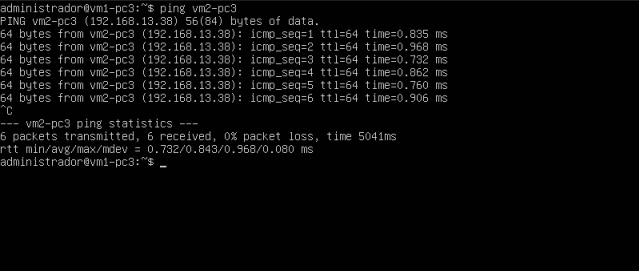 administrador@vm1-pc3:~$ ping vm2-pc3
PING vm2-pc3 (192.168.13.38) 56(84) bytes of data.
64 bytes from vm2-pc3 (192.168.13.38): icmp_seq=1 ttl=64 time=0.835 ms
64 bytes from vm2-pc3 (192.168.13.38): icmp_seq=2 ttl=64 time=0.968 ms
64 bytes from vm2-pc3 (192.168.13.38): icmp_seq=3 ttl=64 time=0.732 ms
64 bytes from vm2-pc3 (192.168.13.38): icmp_seq=4 ttl=64 time=0.862 ms
64 bytes from vm2-pc3 (192.168.13.38): icmp_seq=5 ttl=64 time=0.760 ms
64 bytes from vm2-pc3 (192.168.13.38): icmp_seq=6 ttl=64 time=0.906 ms
^C
--- vm2-pc3 ping statistics ---
6 packets transmitted, 6 received, 0% packet loss, time 5041ms
rtt min/avg/max/mdev = 0.732/0.843/0.968/0.080 ms
administrador@vm1-pc3:~$ _